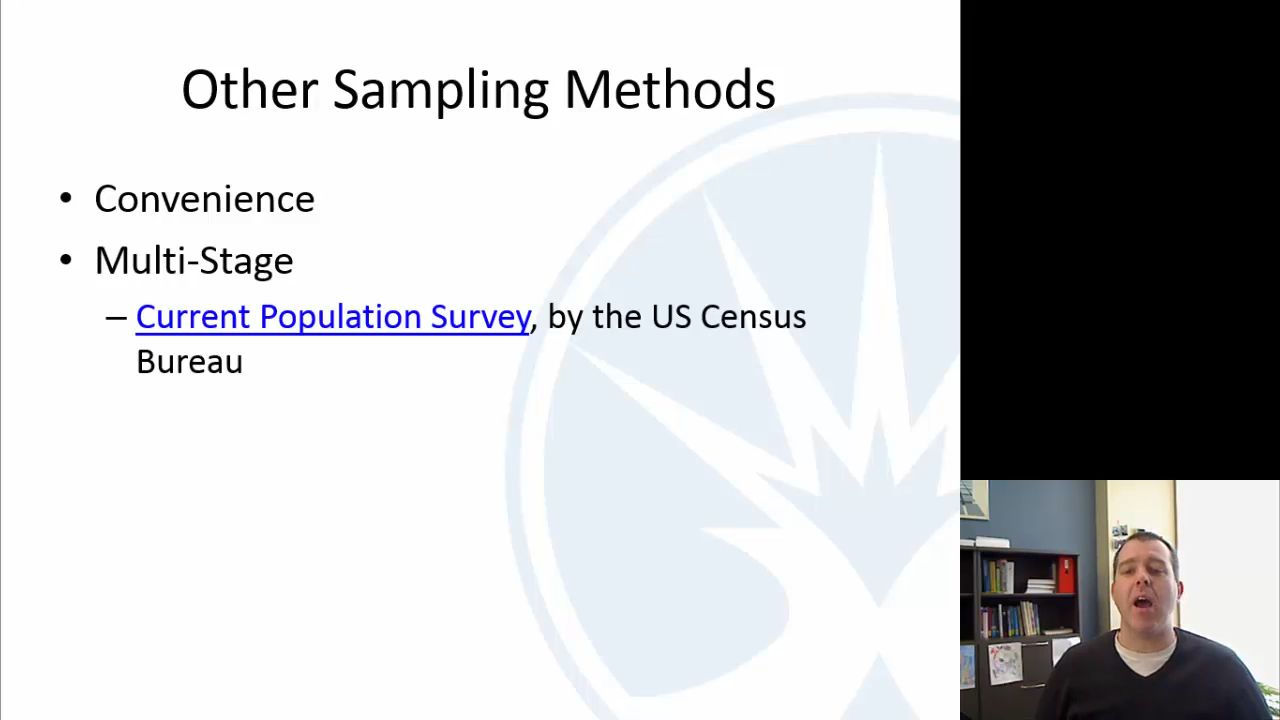 Other Sampling Methods
• Convenience
• Multi-Stage
– Current Population Survey, by the US Census
Bureau